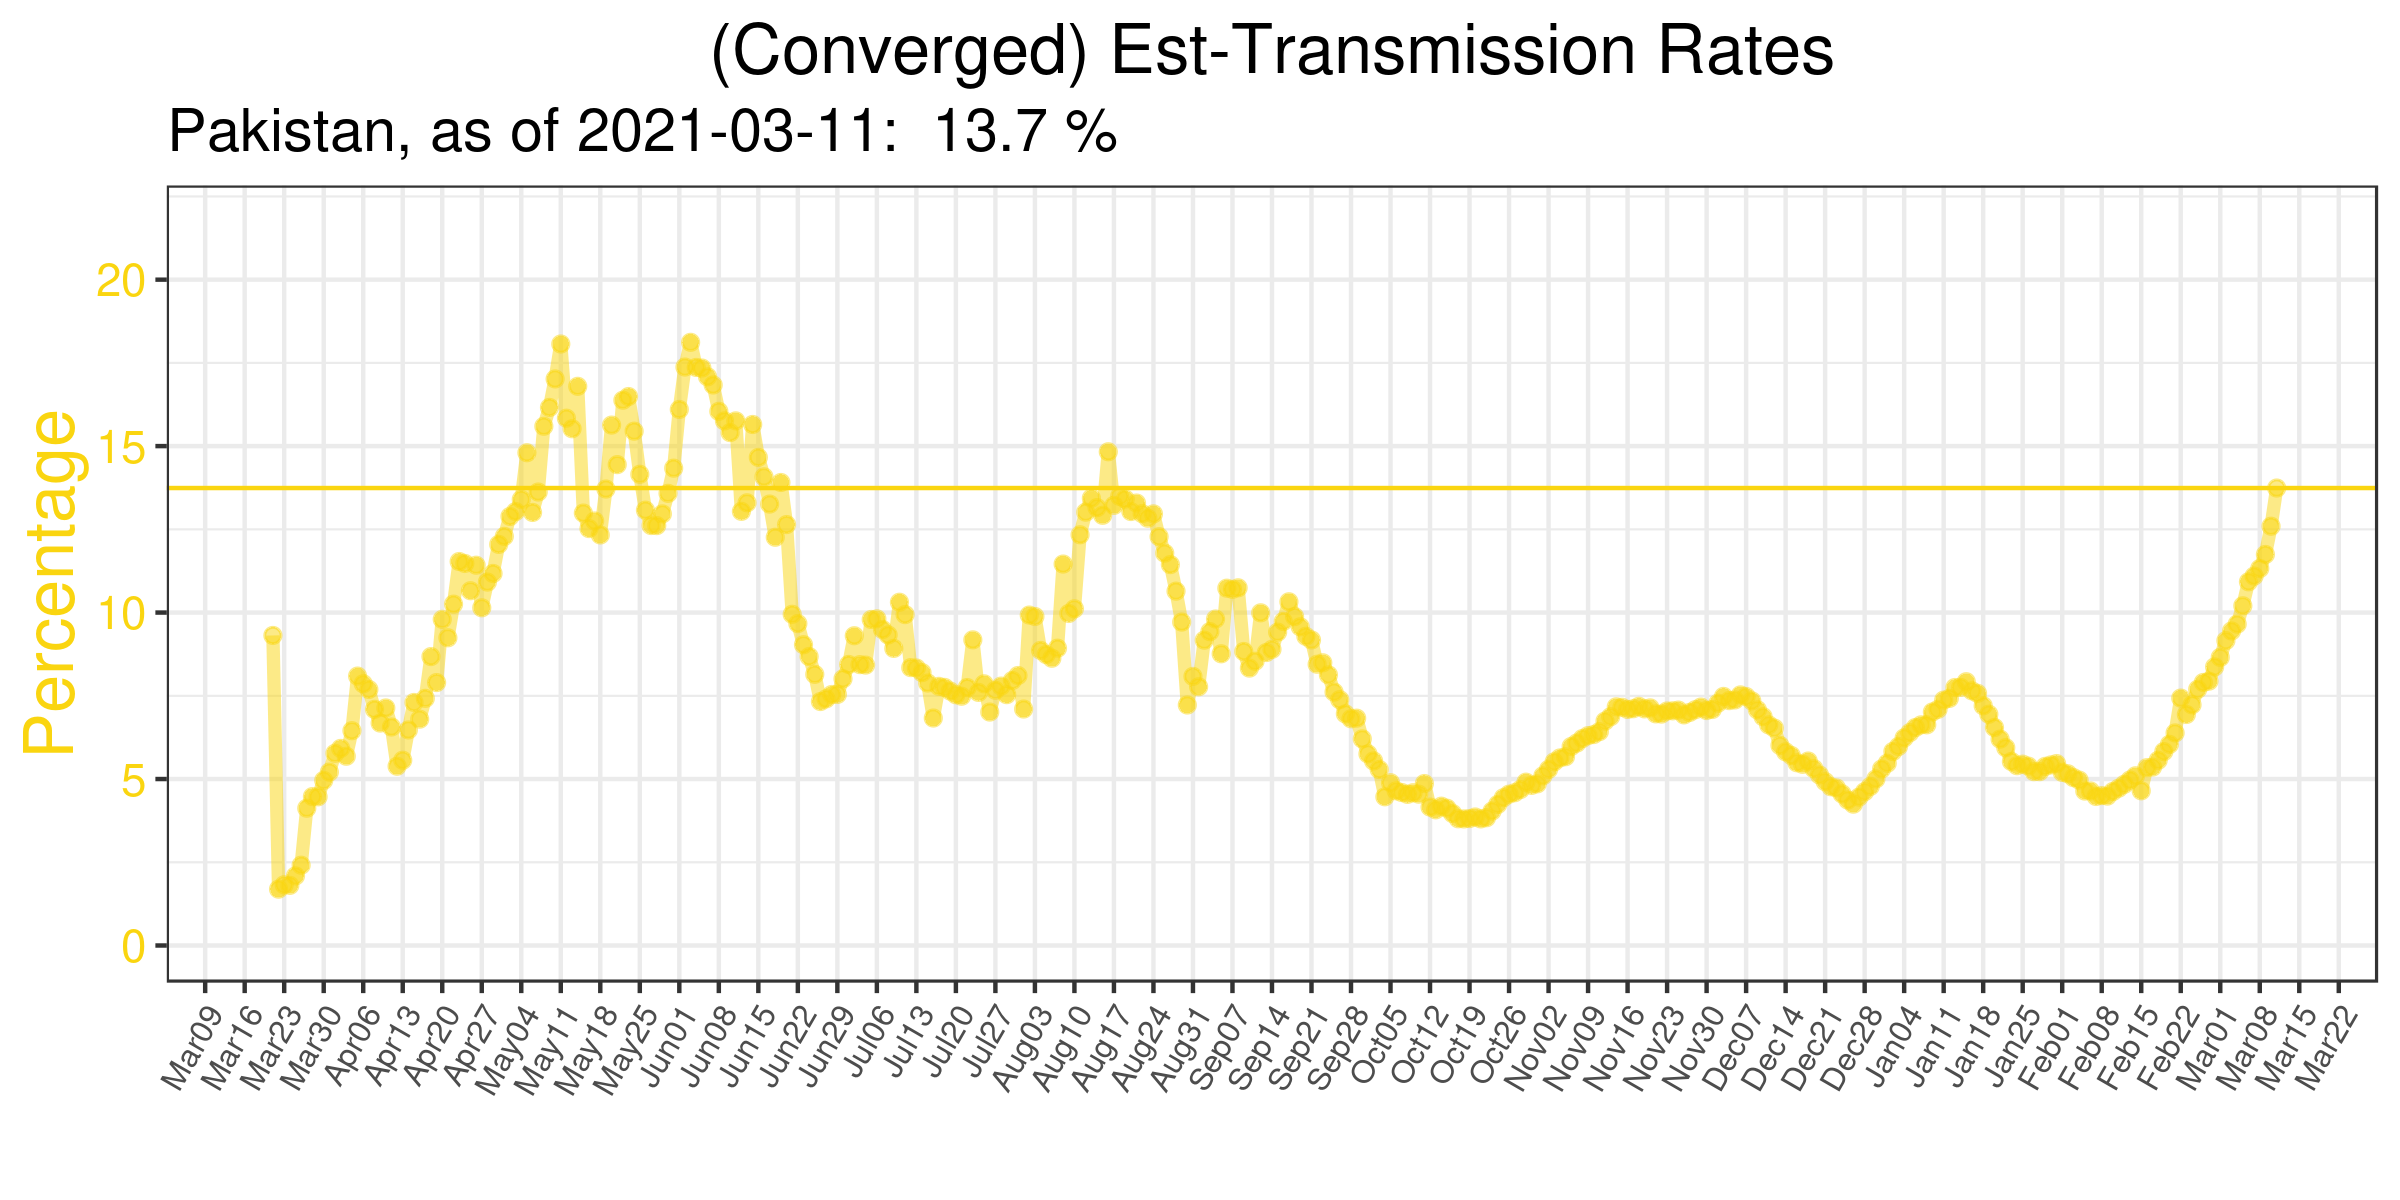 (Converged) Est-Transmission Rates
Pakistan, as of 2021-03-11:  13.7 %
Percentage
20
15
10
5
0
Mar09
Mar16
Mar23
Mar30
Apr06
Apr13
Apr20
Apr27
May04
May11
May18
May25
Jun01
Jun08
Jun15
Jun22
Jun29
Jul06
Jul13
Jul20
Jul27
Aug03
Aug10
Aug17
Aug24
Aug31
Sep07
Sep14
Sep21
Sep28
Oct05
Oct12
Oct19
Oct26
Nov02
Nov09
Nov16
Nov23
Nov30
Dec07
Dec14
Dec21
Dec28
Jan04
Jan11
Jan18
Jan25
Feb01
Feb08
Feb15
Feb22
Mar01
Mar08
Mar15
Mar22